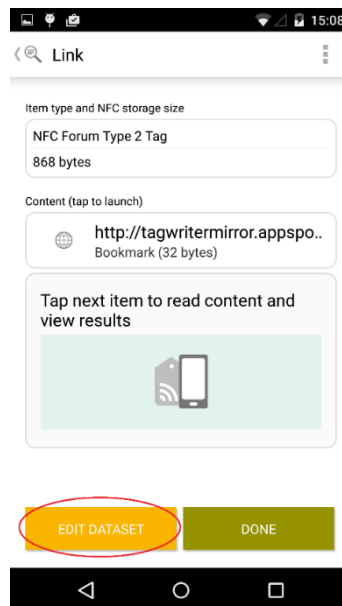 15:08
Link
Item type and NFC storage size
NFC Forum Type 2 Tag
868 bytes
Content (tap to launch)
http://tagwritermirror.appspo..
Bookmark (32 bytes)
Tap next item to read content and
view results
EDIT DATASET
DONE